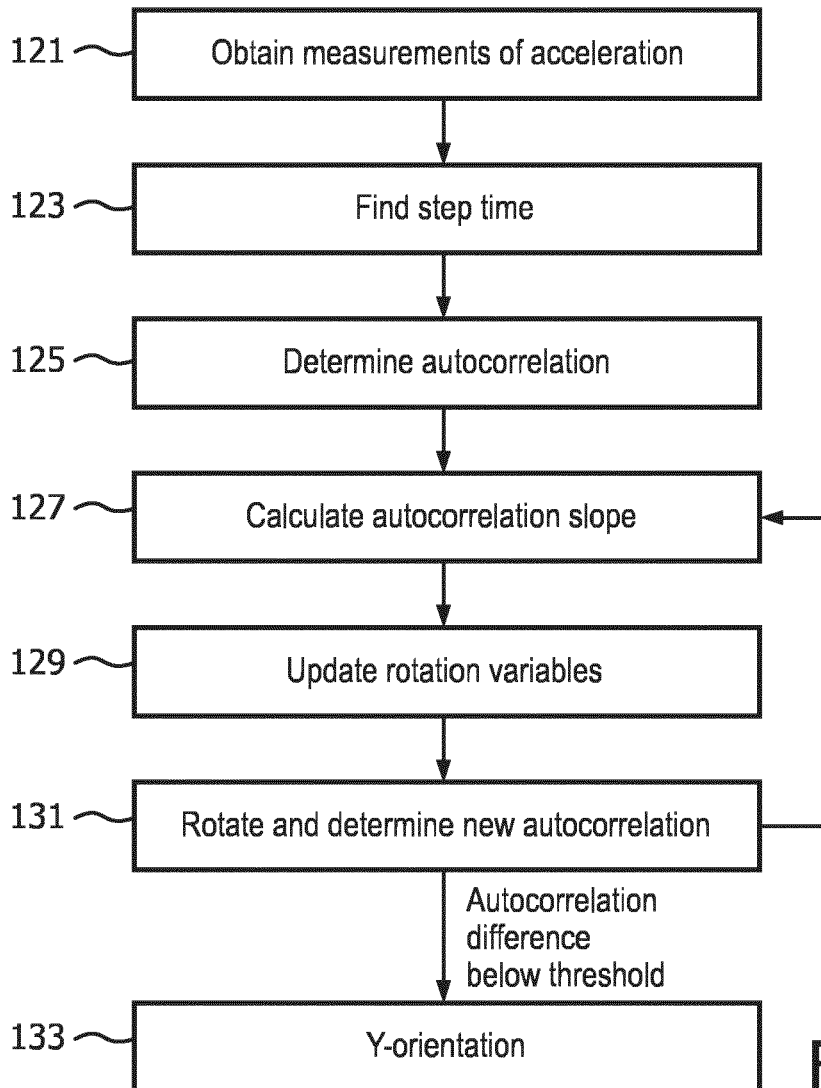 121
Obtain measurements of acceleration
123
Find step time
125
Determine autocorrelation
127
Calculate autocorrelation slope
129
Update rotation variables
131
Rotate and determine new autocorrelation
Autocorrelation
difference
below threshold
133
Y-orientation